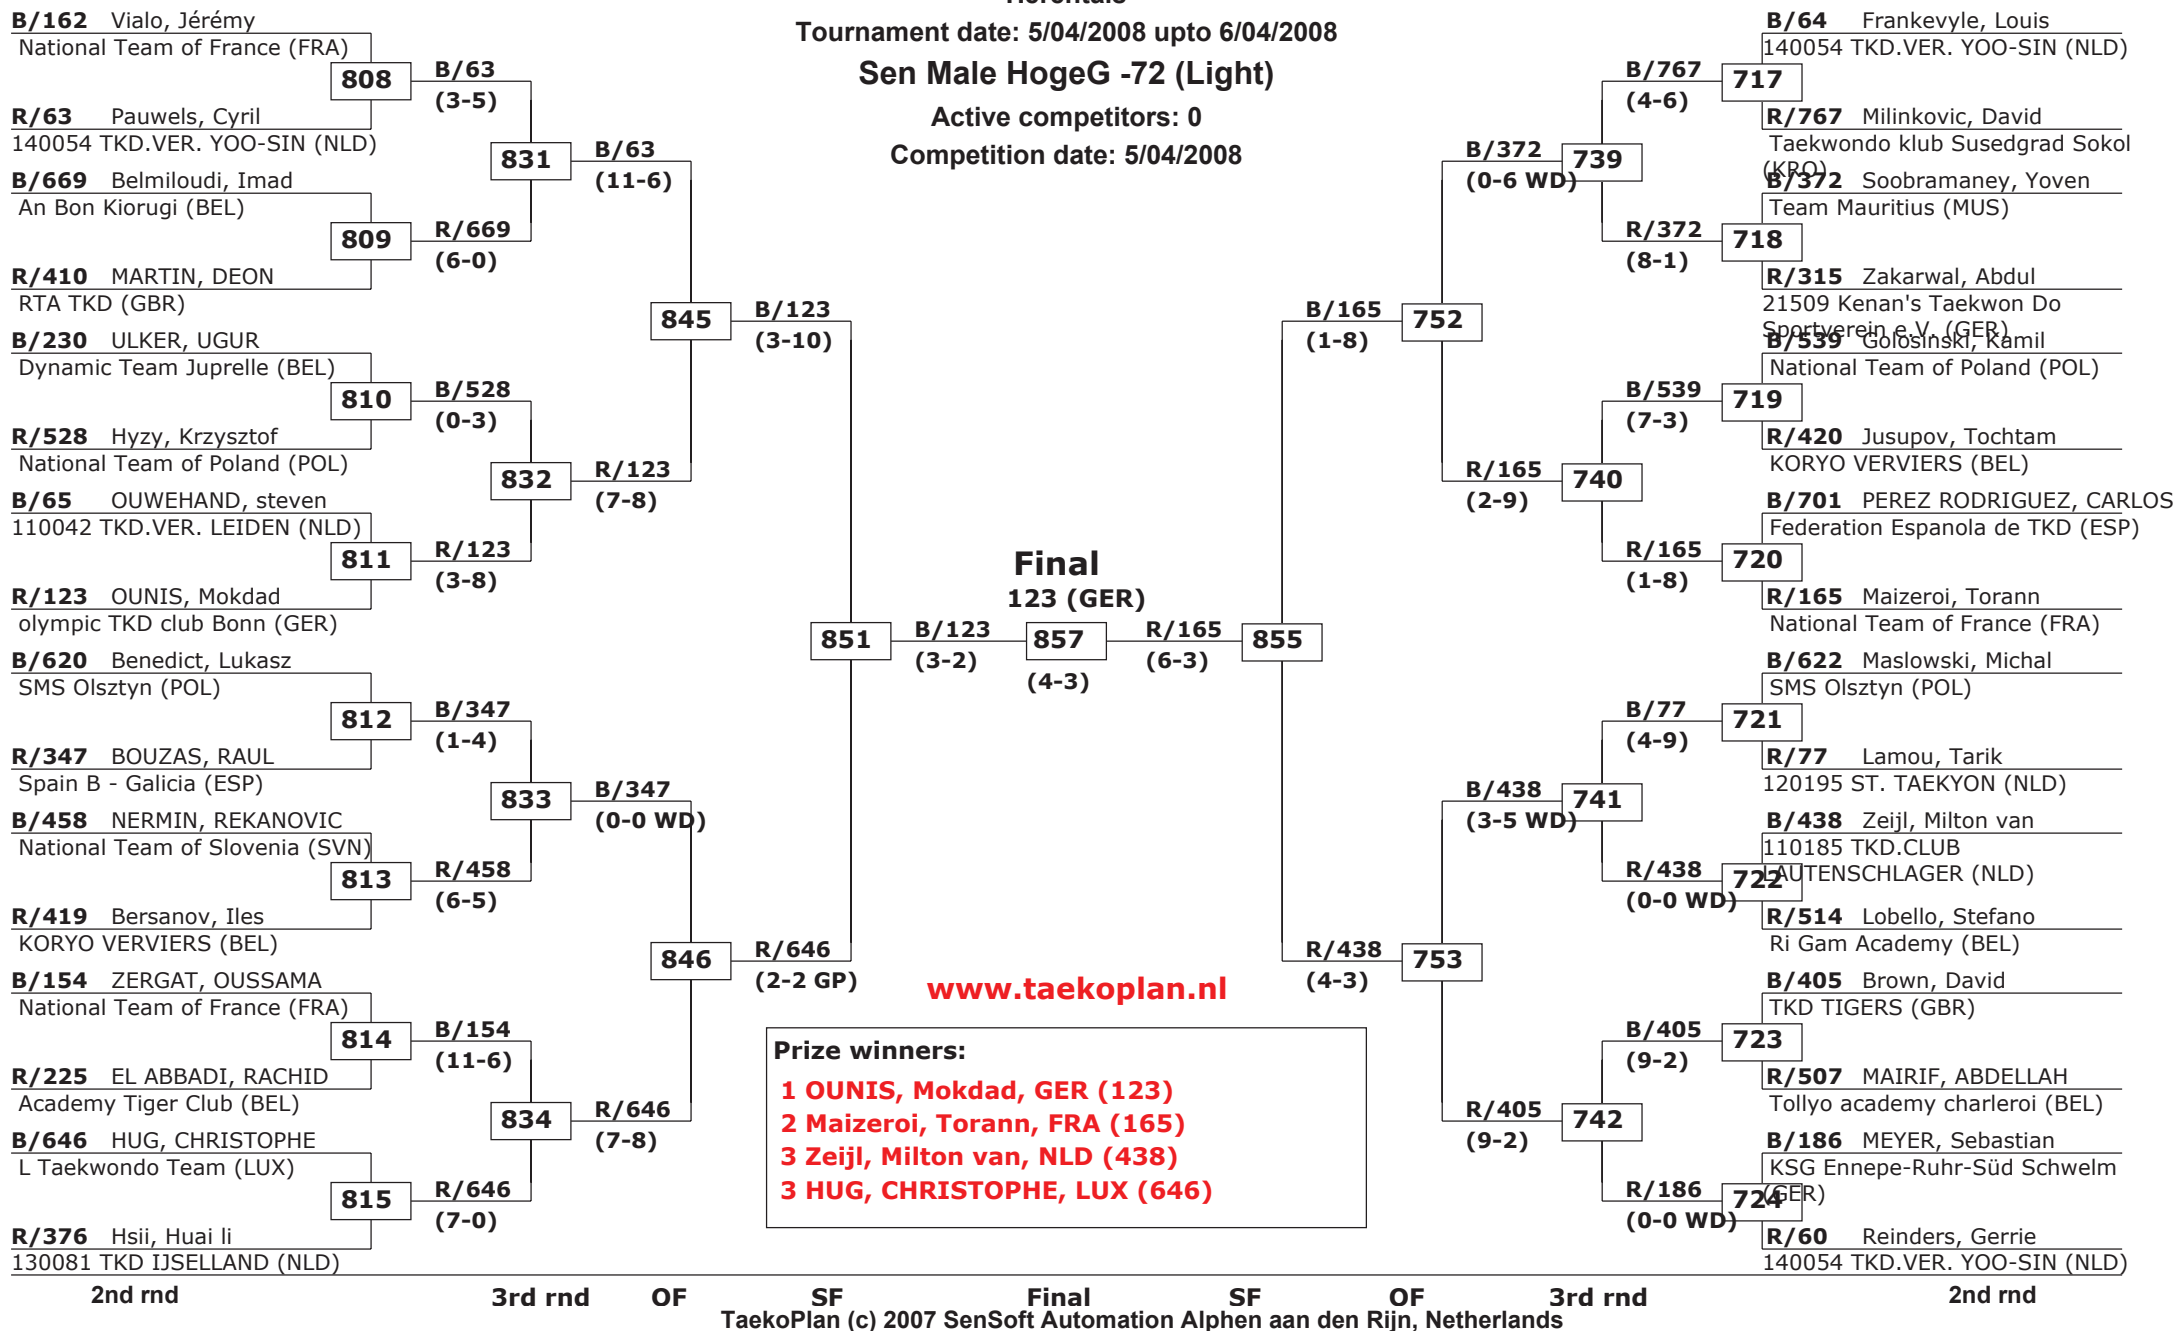 Tournament date: 5/04/2008 upto 6/04/2008
Sen Male HogeG -72 (Light)
Active competitors: 0
Competition date: 5/04/2008
B/162 Vialo, Jérémy
National Team of France (FRA)
808
R/63 Pauwels, Cyril
140054 TKD.VER. YOO-SIN (NLD)
B/669 Belmiloudi, Imad
An Bon Kiorugi (BEL)
809
R/410 MARTIN, DEON
RTA TKD (GBR)
B/230 ULKER, UGUR
Dynamic Team Juprelle (BEL)
810
R/528 Hyzy, Krzysztof
National Team of Poland (POL)
B/65 OUWEHAND, steven
110042 TKD.VER. LEIDEN (NLD)
811
R/123 OUNIS, Mokdad
olympic TKD club Bonn (GER)
B/620 Benedict, Lukasz
SMS Olsztyn (POL)
812
R/347 BOUZAS, RAUL
Spain B - Galicia (ESP)
B/458 NERMIN, REKANOVIC
National Team of Slovenia (SVN)
813
R/419 Bersanov, Iles
KORYO VERVIERS (BEL)
B/154 ZERGAT, OUSSAMA
National Team of France (FRA)
814
R/225 EL ABBADI, RACHID
Academy Tiger Club (BEL)
B/646 HUG, CHRISTOPHE
L Taekwondo Team (LUX)
815
R/376 Hsii, Huai li
130081 TKD IJSELLAND (NLD)
B/63
(3-5)
831
R/669
(6-0)
B/528
(0-3)
832
R/123
(3-8)
B/347
(1-4)
833
R/458
(6-5)
B/154
(11-6)
834
R/646
(7-0)
B/63
(11-6)
845
R/123
(7-8)
B/347
(0-0 WD)
846
R/646
(7-8)
B/123
(3-10)
851
R/646
(2-2 GP)
Final
123 (GER)
B/123
(3-2)
857
(4-3)
R/165
(6-3)
855
B/165
(1-8)
R/438
(4-3)
752
B/372
(0-6 WD)
R/165
(2-9)
753
B/438
(3-5 WD)
R/405
(9-2)
739
B/767
(4-6)
R/372
(8-1)
740
B/539
(7-3)
R/165
(1-8)
741
B/77
(4-9)
R/438
(0-0 WD)
742
B/405
(9-2)
R/186
(0-0 WD)
B/64 Frankevyle, Louis
140054 TKD.VER. YOO-SIN (NLD)
717
R/767 Milinkovic, David
Taekwondo klub Susedgrad Sokol
(KRO)
B/372 Soobramaney, Yoven
Team Mauritius (MUS)
718
R/315 Zakarwal, Abdul
21509 Kenan's Taekwon Do
Sportverein e.V. (GER)
B/539 Golosinski, Kamil
National Team of Poland (POL)
719
R/420 Jusupov, Tochtam
KORYO VERVIERS (BEL)
B/701 PEREZ RODRIGUEZ, CARLOS
Federation Espanola de TKD (ESP)
720
R/165 Maizeroi, Torann
National Team of France (FRA)
B/622 Maslowski, Michal
SMS Olsztyn (POL)
721
R/77 Lamou, Tarik
120195 ST. TAEKYON (NLD)
B/438 Zeijl, Milton van
110185 TKD.CLUB
LAUTENSCHLAGER (NLD)
722
R/514 Lobello, Stefano
Ri Gam Academy (BEL)
B/405 Brown, David
TKD TIGERS (GBR)
723
R/507 MAIRIF, ABDELLAH
Tollyo academy charleroi (BEL)
B/186 MEYER, Sebastian
KSG Ennepe-Ruhr-Süd Schwelm
(GER)
724
R/60 Reinders, Gerrie
140054 TKD.VER. YOO-SIN (NLD)
www.taekoplan.nl
Prize winners:
1 OUNIS, Mokdad, GER (123)
2 Maizeroi, Torann, FRA (165)
3 Zeijl, Milton van, NLD (438)
3 HUG, CHRISTOPHE, LUX (646)
2nd rnd 3rd rnd OF SF Final SF OF 3rd rnd 2nd rnd
TaekoPlan (c) 2007 SenSoft Automation Alphen aan den Rijn, Netherlands